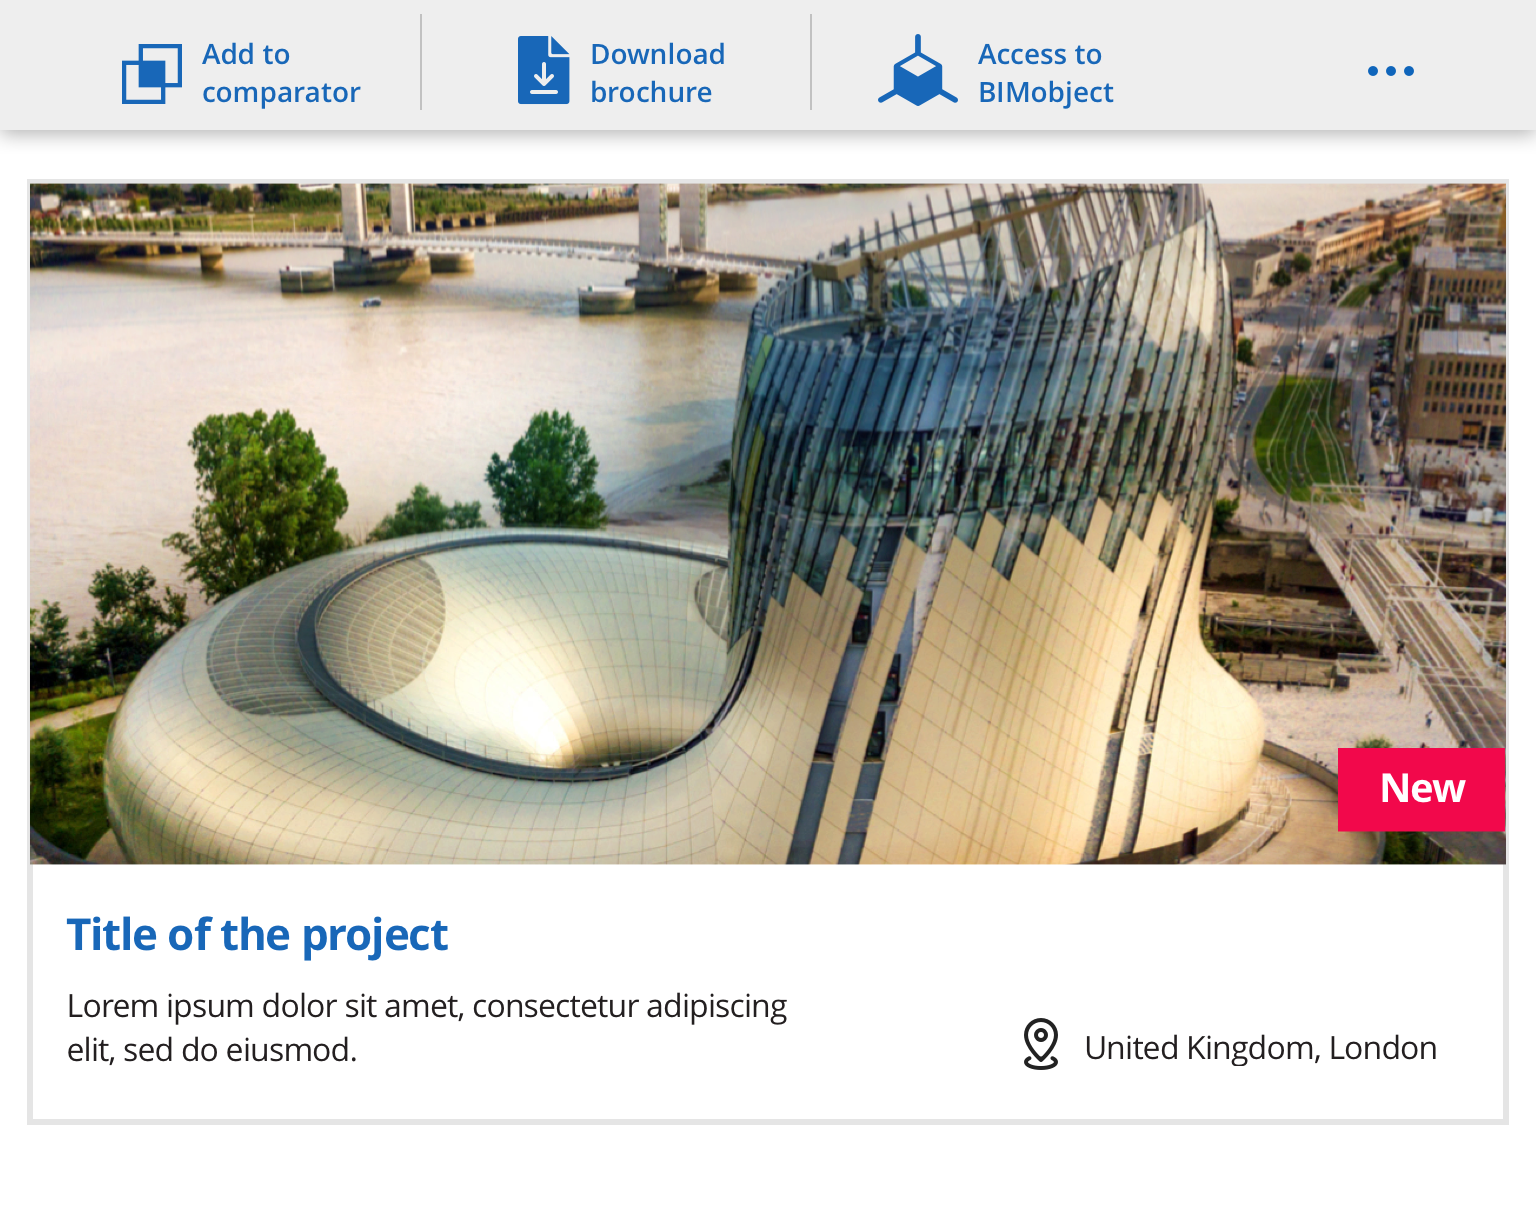 Add to
comparator
Download
brochure
Access to
BIMobject
New
Title of the project
Lorem ipsum dolor sit amet, consectetur adipiscing
elit, sed do eiusmod.
United Kingdom, London